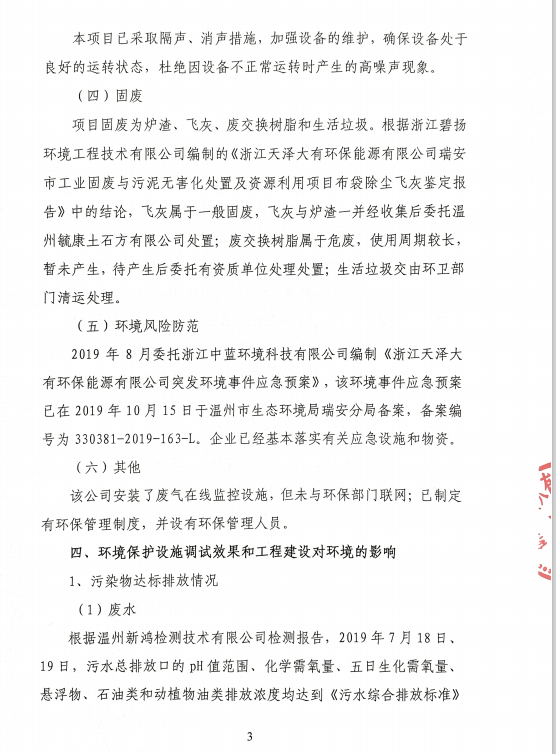 本项目已采取隔声、消声措施，加强设备的维护，确保设备处于
良好的运转状态，杜绝因设备不正常运转时产生的高噪声现象。
（四）固废
项目固废为炉渣、飞灰、废交换树脂和生活垃圾。根据浙江碧扬
环境工程技术有限公司编制的《浙江天泽大有环保能源有限公司瑞安
市工业固废与污泥无害化处置及资源利用项目布袋除尘飞灰鉴定报
告》中的结论，飞灰属于一般固废，飞灰与炉渣一并经收集后委托温
州毓康土石方有限公司处置；废交换树脂属于危废，使用周期较长，
暂未产生，待产生后委托有资质单位处理处置；生活垃圾交由环卫部
门清运处理。
（五）环境风险防范
2019 年 8 月委托浙江中蓝环境科技有限公司编制《浙江天泽大
有环保能源有限公司突发环境事件应急预案》，该环境事件应急预案
已在 2019 年 10 月 15 日于温州市生态环境局瑞安分局备案，备案编
号为 330381-2019-163-L。企业已经基本落实有关应急设施和物资。
（六）其他
该公司安装了废气在线监控设施，但未与环保部门联网；已制定
有环保管理制度，并设有环保管理人员。
四、环境保护设施调试效果和工程建设对环境的影响
1、污染物达标排放情况
（1）废水
根据温州新鸿检测技术有限公司检测报告，2019 年 7 月 18 日、
19 日，污水总排放口的 pH 值范围、化学需氧量、五日生化需氧量、
悬浮物、石油类和动植物油类排放浓度均达到《污水综合排放标准》
3